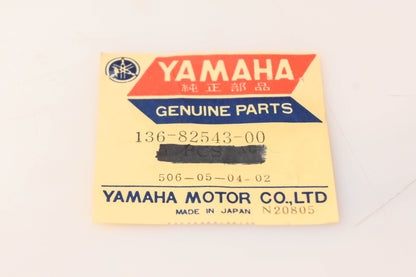 YAMAHA
純正部品
GENUINE PARTS
136-82543-00
PCS
506-05-04-02
YAMAHA MOTOR CO.,LTD
MADE IN JAPAN N20805